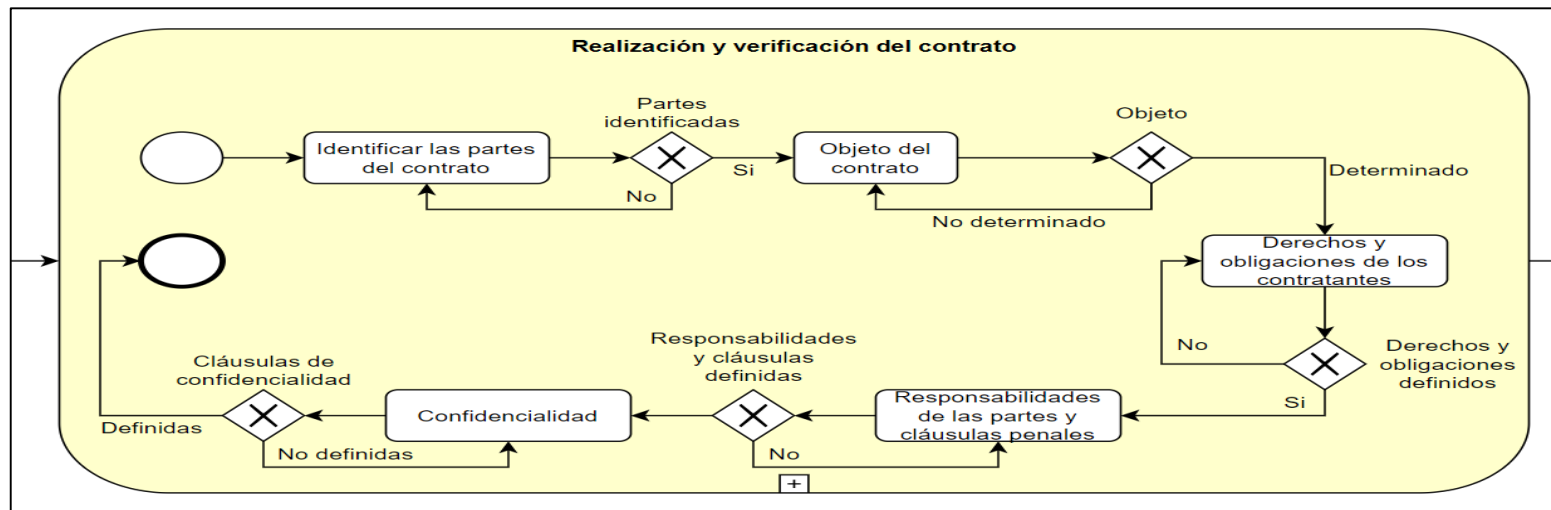 Realización y verificación del contrato
Partes
identificadas
Identificar las partes
del contrato
Si
No
Objeto del
contrato
Objeto
No determinado
Determinado
Derechos y
obligaciones de los
contratantes
No
Derechos y
obligaciones
definidos
Si
Responsabilidades
de las partes y
cláusulas penales
Responsabilidades
y cláusulas
definidas
No
Confidencialidad
Cláusulas de
confidencialidad
No definidas
Definidas